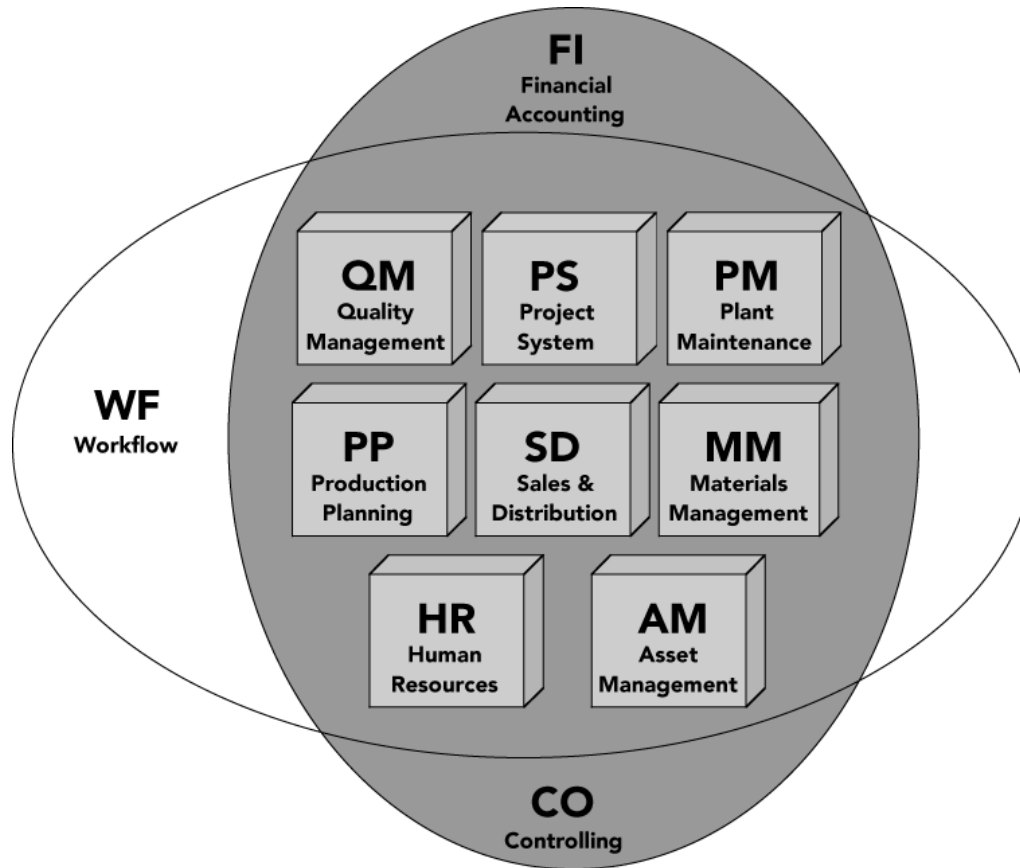 FI
Financial
Accounting
QM
Quality
Management
PS
Project
System
PM
Plant
Maintenance
WF
Workflow
PP
Production
Planning
SD
Sales &
Distribution
MM
Materials
Management
HR
Human
Resources
AM
Asset
Management
CO
Controlling